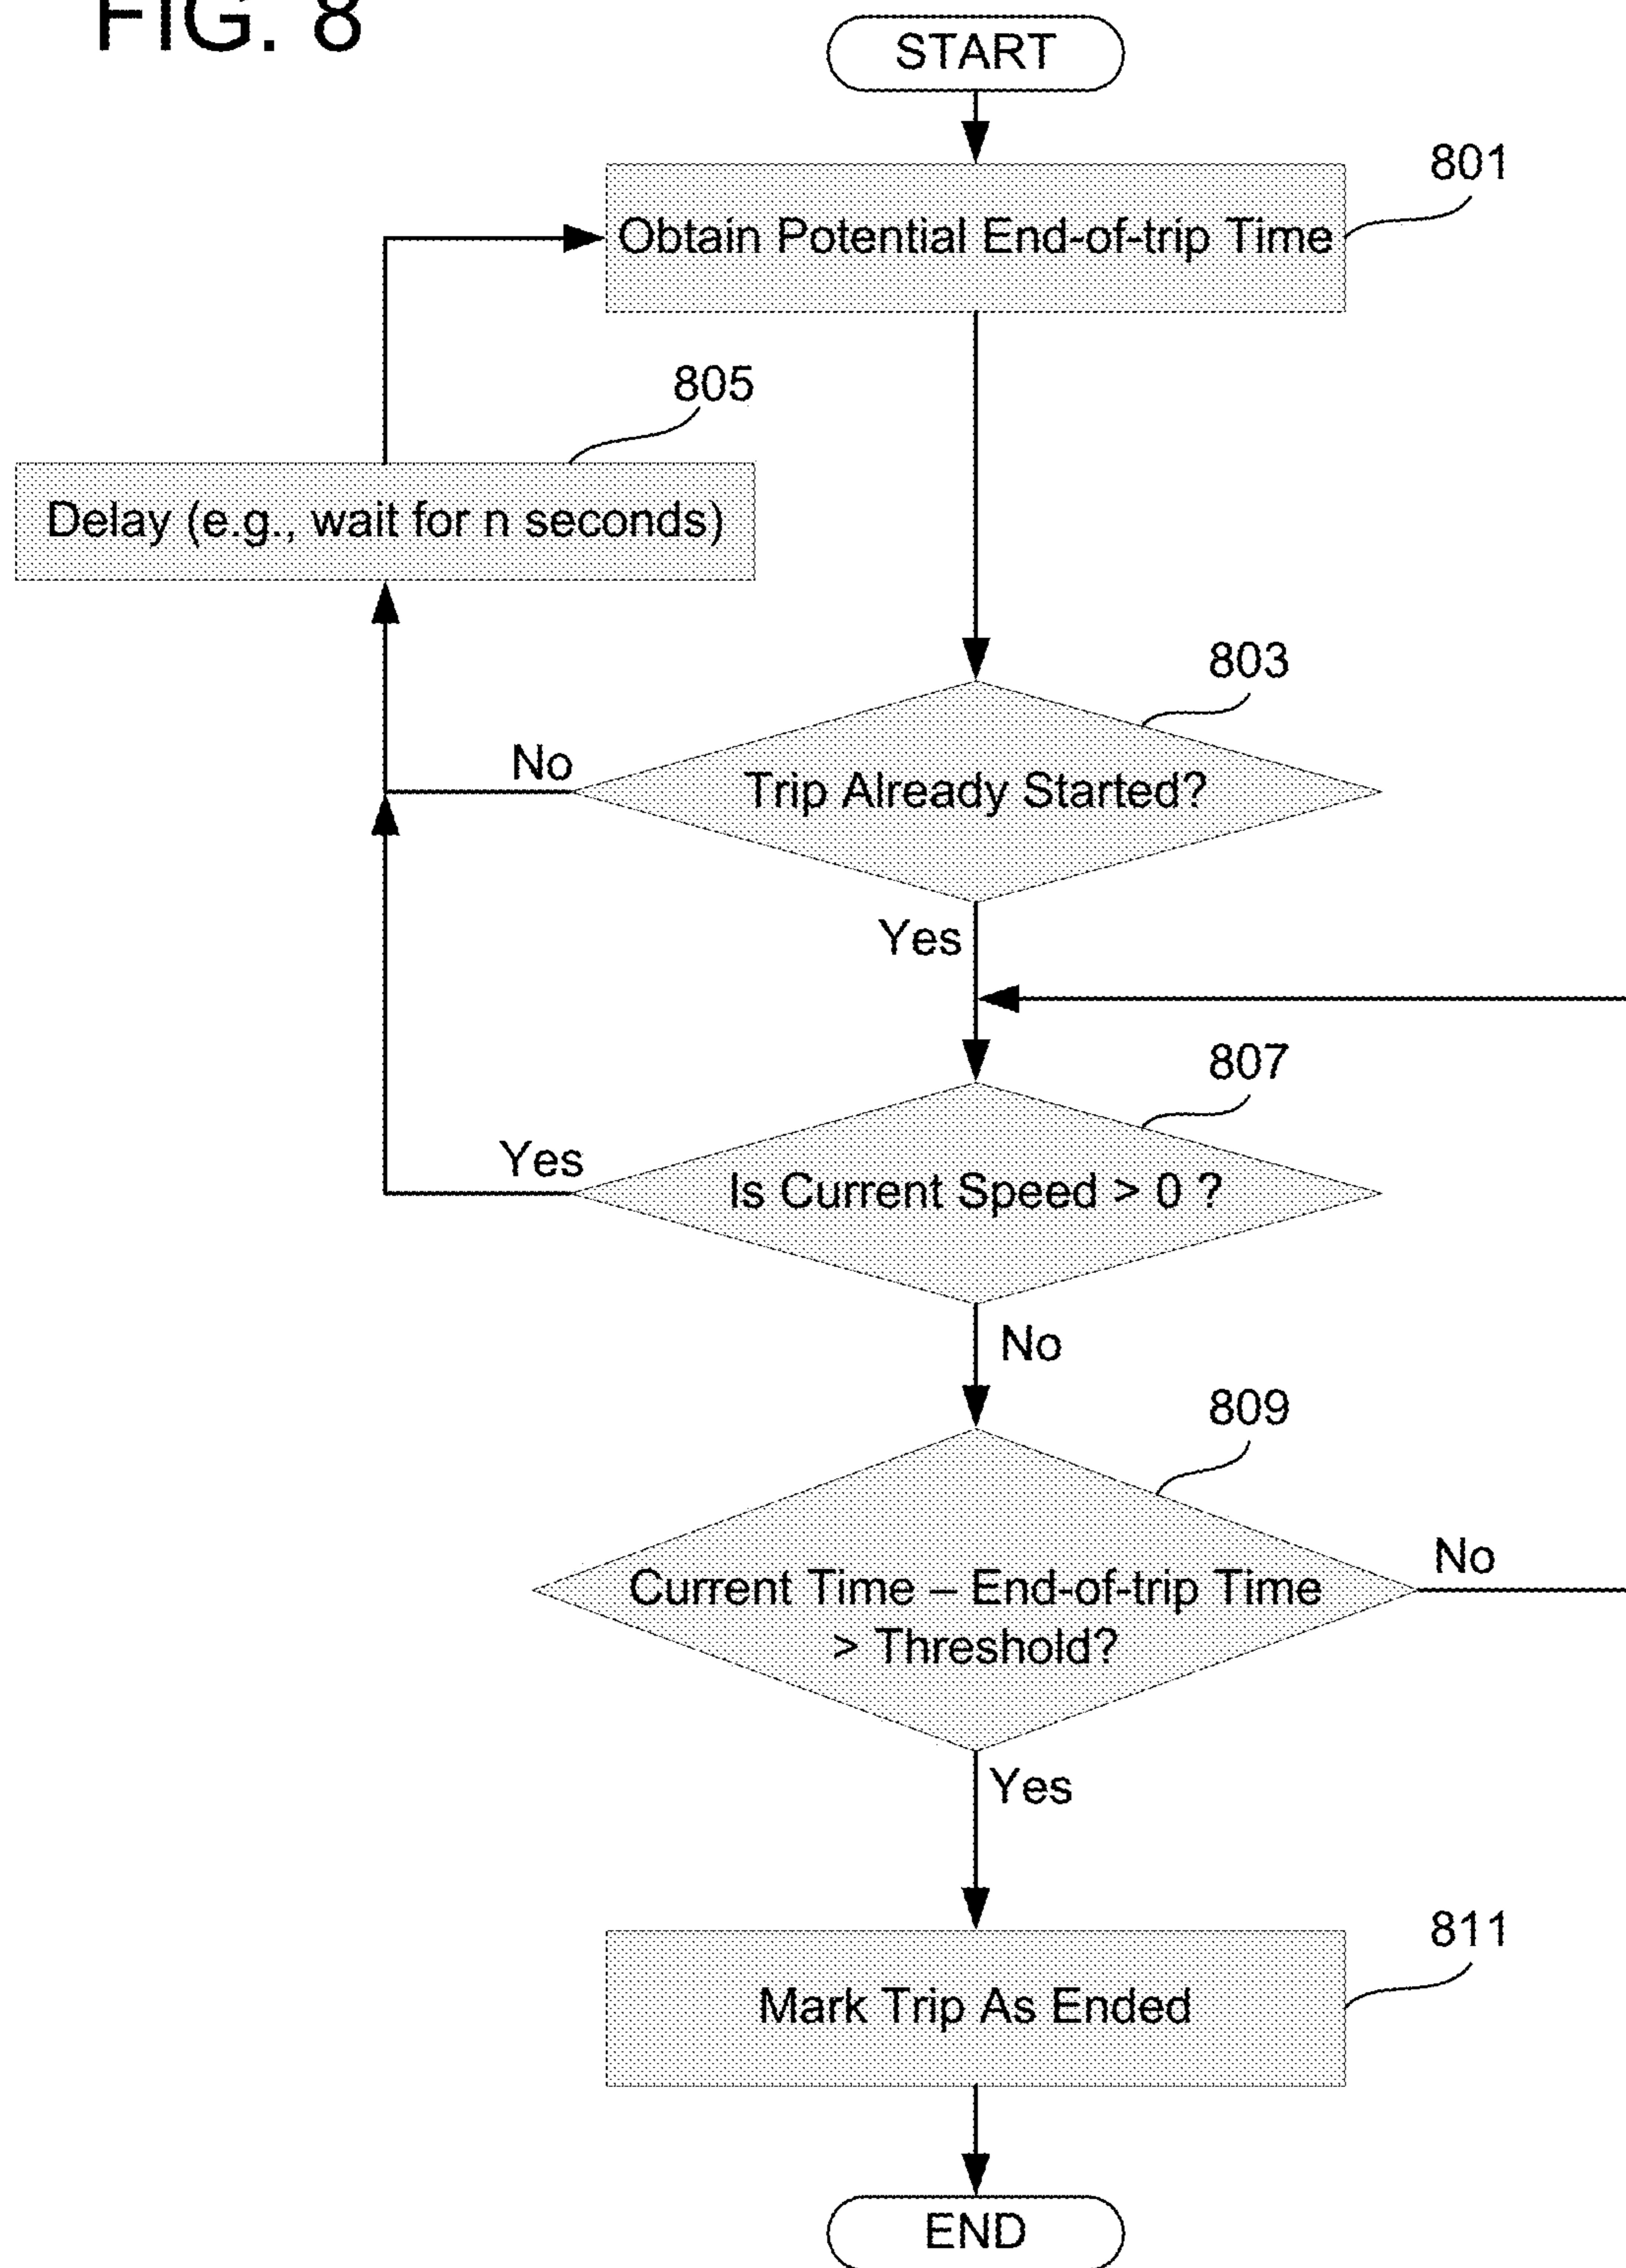 FIG. 8
START
801
Obtain Potential End-of-trip Time
805
Delay (e.g., wait for n seconds)
803
No
Trip Already Started?
Yes
807
Yes
Is Current Speed > 0 ?
No
809
No
Current Time – End-of-trip Time
> Threshold?
Yes
811
Mark Trip As Ended
END